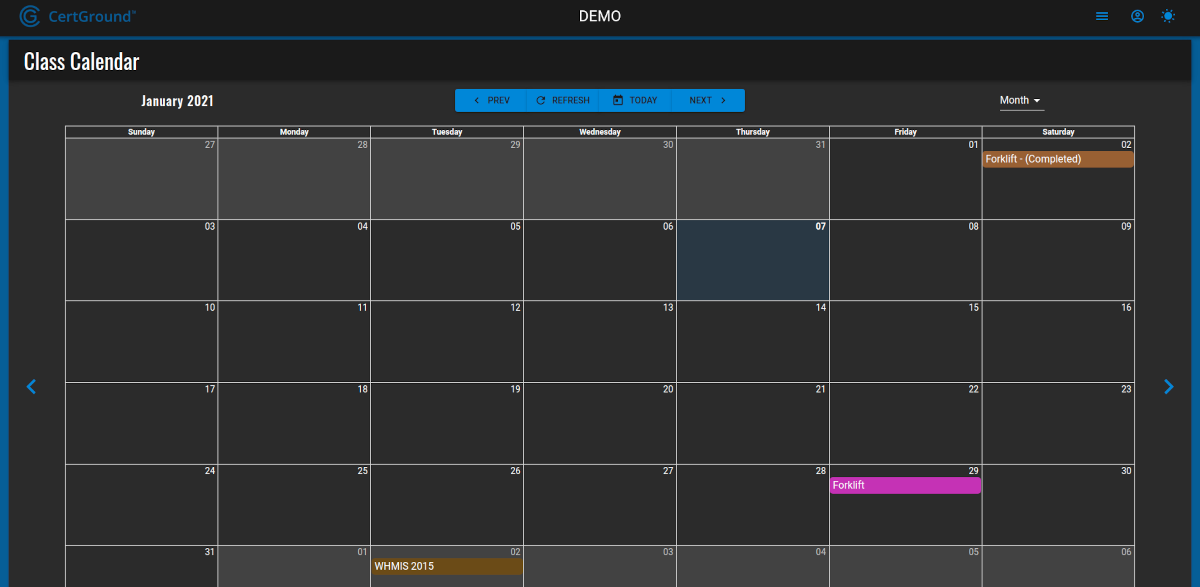 CertGround™
DEMO
Class Calendar
January 2021
PREV REFRESH TODAY NEXT
Month
Sunday Monday Tuesday Wednesday Thursday Friday Saturday
27 28 29 30 31 01 02
Forklift - (Completed)
03 04 05 06 07 08 09
10 11 12 13 14 15 16
17 18 19 20 21 22 23
24 25 26 27 28 29 30
Forklift
31 01 02 03 04 05 06
WHMIS 2015